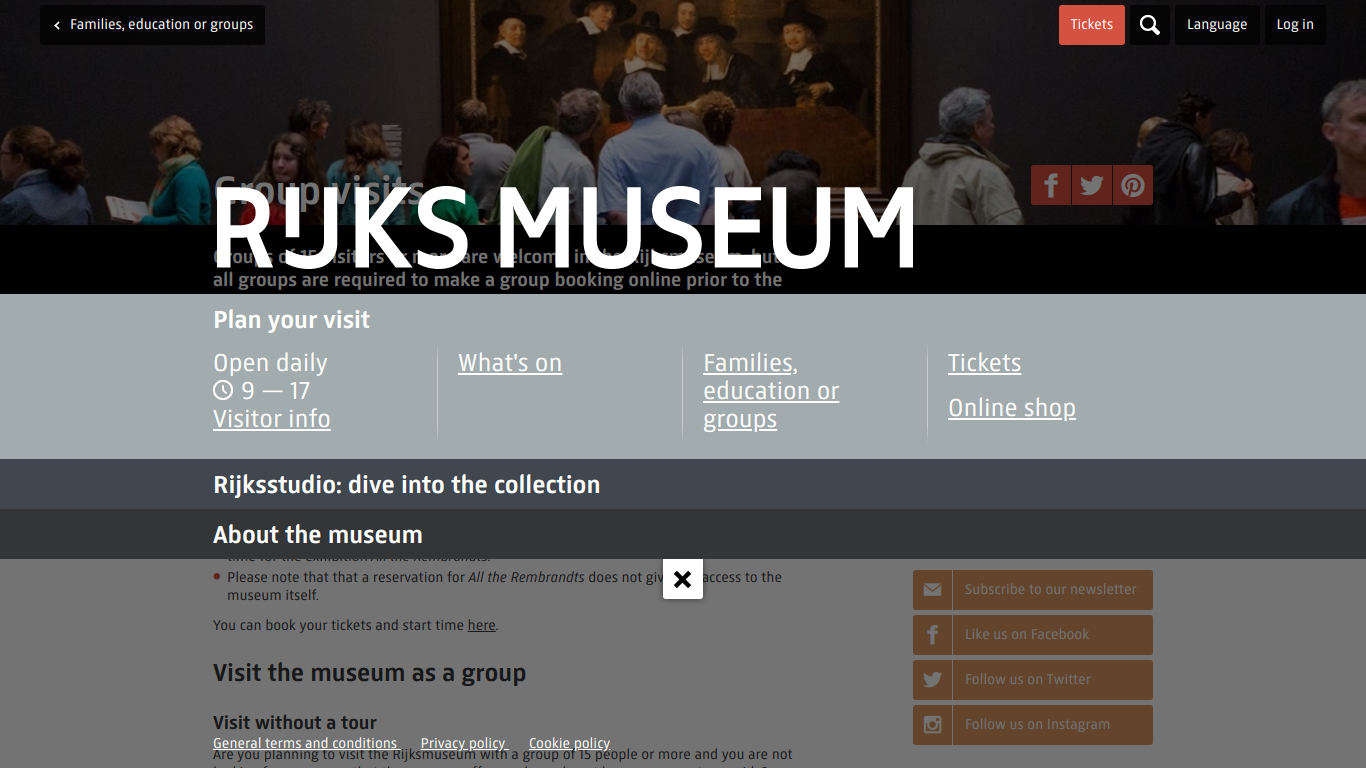 Families, education or groups
Tickets
Language
Log in
Group visits
RIJKS MUSEUM
Groups of 15 visitors or more are welcome in the Rijksmuseum, but
all groups are required to make a group booking online prior to the
Plan your visit
Open daily
9 — 17
Visitor info
What's on
Families,
education or
groups
Tickets
Online shop
Rijksstudio: dive into the collection
About the museum
time for the exhibition All the Rembrandts.
Please note that that a reservation for All the Rembrandts does not give access to the
museum itself.
You can book your tickets and start time here.
Visit the museum as a group
Visit without a tour
General terms and conditions
Privacy policy
Cookie policy
Are you planning to visit the Rijksmuseum with a group of 15 people or more and you are not
Subscribe to our newsletter
Like us on Facebook
Follow us on Twitter
Follow us on Instagram